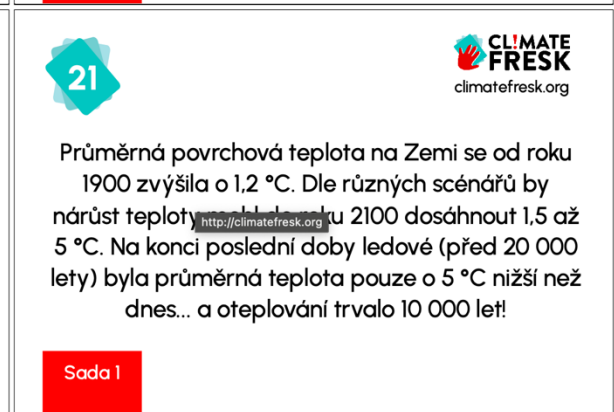 21
CL!MATE
FRESK
climatefresk.org
Průměrná povrchová teplota na Zemi se od roku
1900 zvýšila o 1,2 °C. Dle různých scénářů by
nárůst teploty 2100 dosáhnout 1,5 až
http://climatefresk.org
5 °C. Na konci poslední doby ledové (před 20 000
lety) byla průměrná teplota pouze o 5 °C nižší než
dnes... a oteplování trvalo 10 000 let!
Sada 1